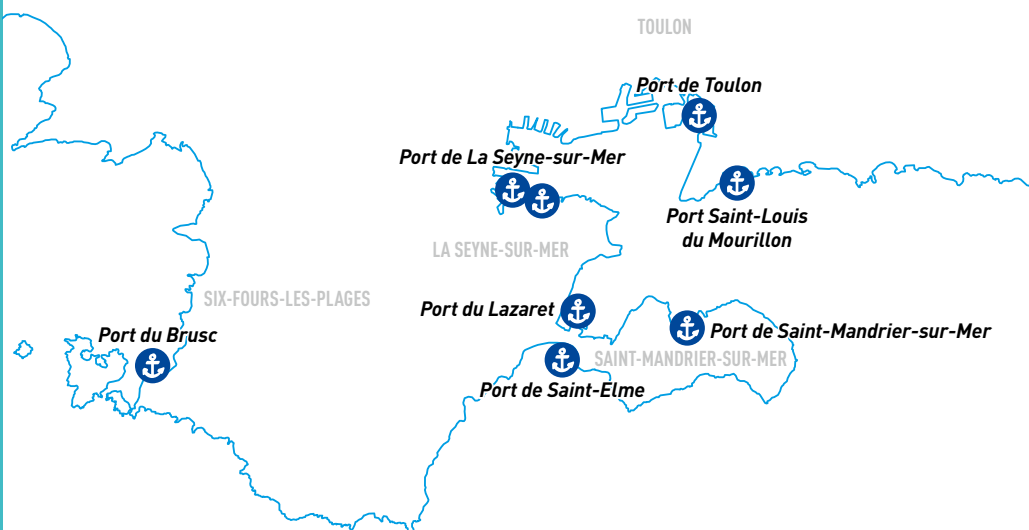 TOULON
Port de Toulon
Port de La Seyne-sur-Mer
Port Saint-Louis
du Mourillon
LA SEYNE-SUR-MER
SIX-FOURS-LES-PLAGES
Port du Lazaret
Port du Brusc
Port de Saint-Mandrier-sur-Mer
SAINT-MANDRIER-SUR-MER
Port de Saint-Elme